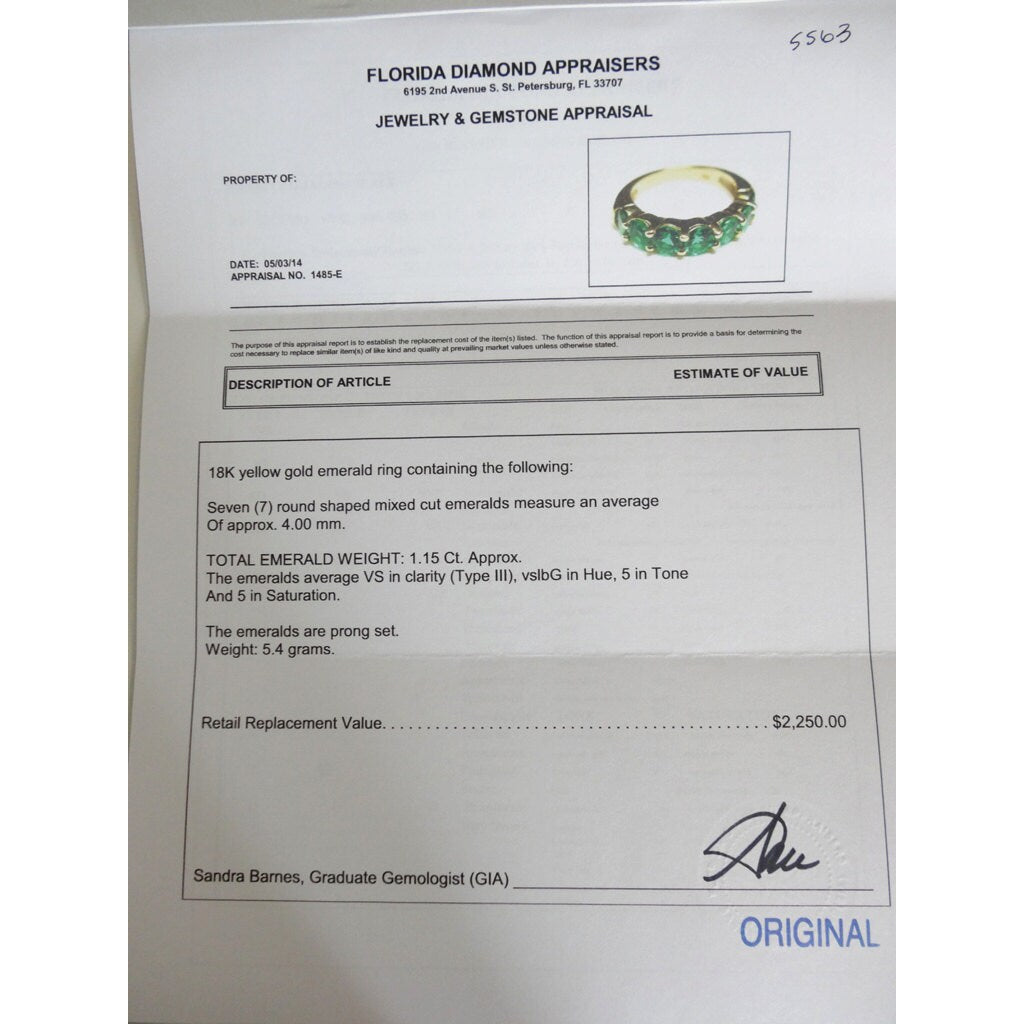 5563
FLORIDA DIAMOND APPRAISERS
6195 2nd Avenue S. St. Petersburg, FL 33707
JEWELRY & GEMSTONE APPRAISAL
PROPERTY OF:
DATE: 05/03/14
APPRAISAL NO. 1485-E
The purpose of this appraisal report is to establish the replacement cost of the item(s) listed. The function of this appraisal report is to provide a basis for determining the
cost necessary to replace similar item(s) of like kind and quality at prevailing market values unless otherwise stated.
DESCRIPTION OF ARTICLE ESTIMATE OF VALUE
18K yellow gold emerald ring containing the following:
Seven (7) round shaped mixed cut emeralds measure an average
Of approx. 4.00 mm.
TOTAL EMERALD WEIGHT: 1.15 Ct. Approx.
The emeralds average VS in clarity (Type III), vslbG in Hue, 5 in Tone
And 5 in Saturation.
The emeralds are prong set.
Weight: 5.4 grams.
Retail Replacement Value. . . . . . . . . . . . . . . . . . . . . . . . . . . . . . . . . . . . . . . . . . . $2,250.00
Sandra Barnes, Graduate Gemologist (GIA)
ORIGINAL